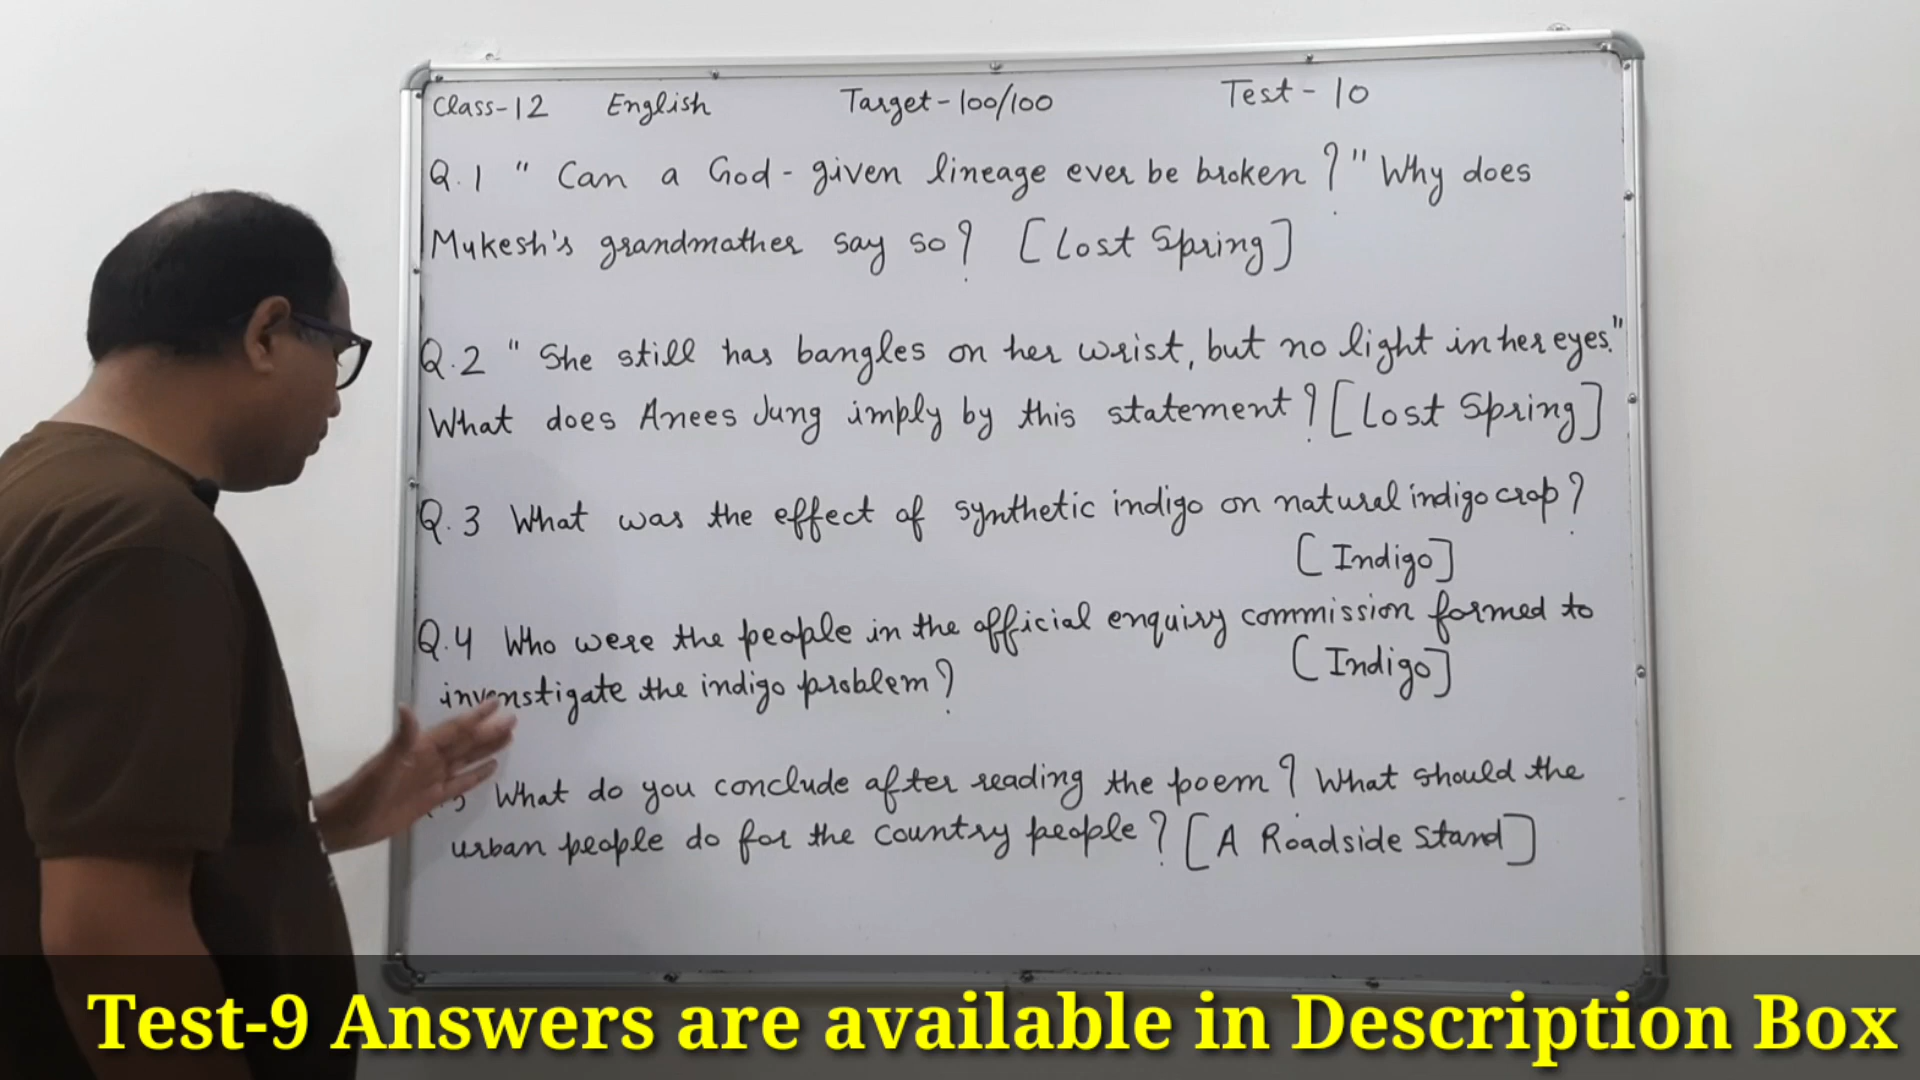 Class-12 English Target-100/100 Test-10
Q.1 " Can a God-given lineage ever be broken?" Why does
Mukesh's grandmother say so? [Lost Spring]
Q.2 " She still has bangles on her wrist, but no light in her eyes."
What does Anees Jung imply by this statement? [Lost Spring]
Q.3 What was the effect of synthetic indigo on natural indigo crop?
[Indigo]
Q.4 Who were the people in the official enquiry commission formed to
invenstigate the indigo problem? [Indigo]
What do you conclude after reading the poem? What should the
urban people do for the country people? [A Roadside Stand]
Test-9 Answers are available in Description Box